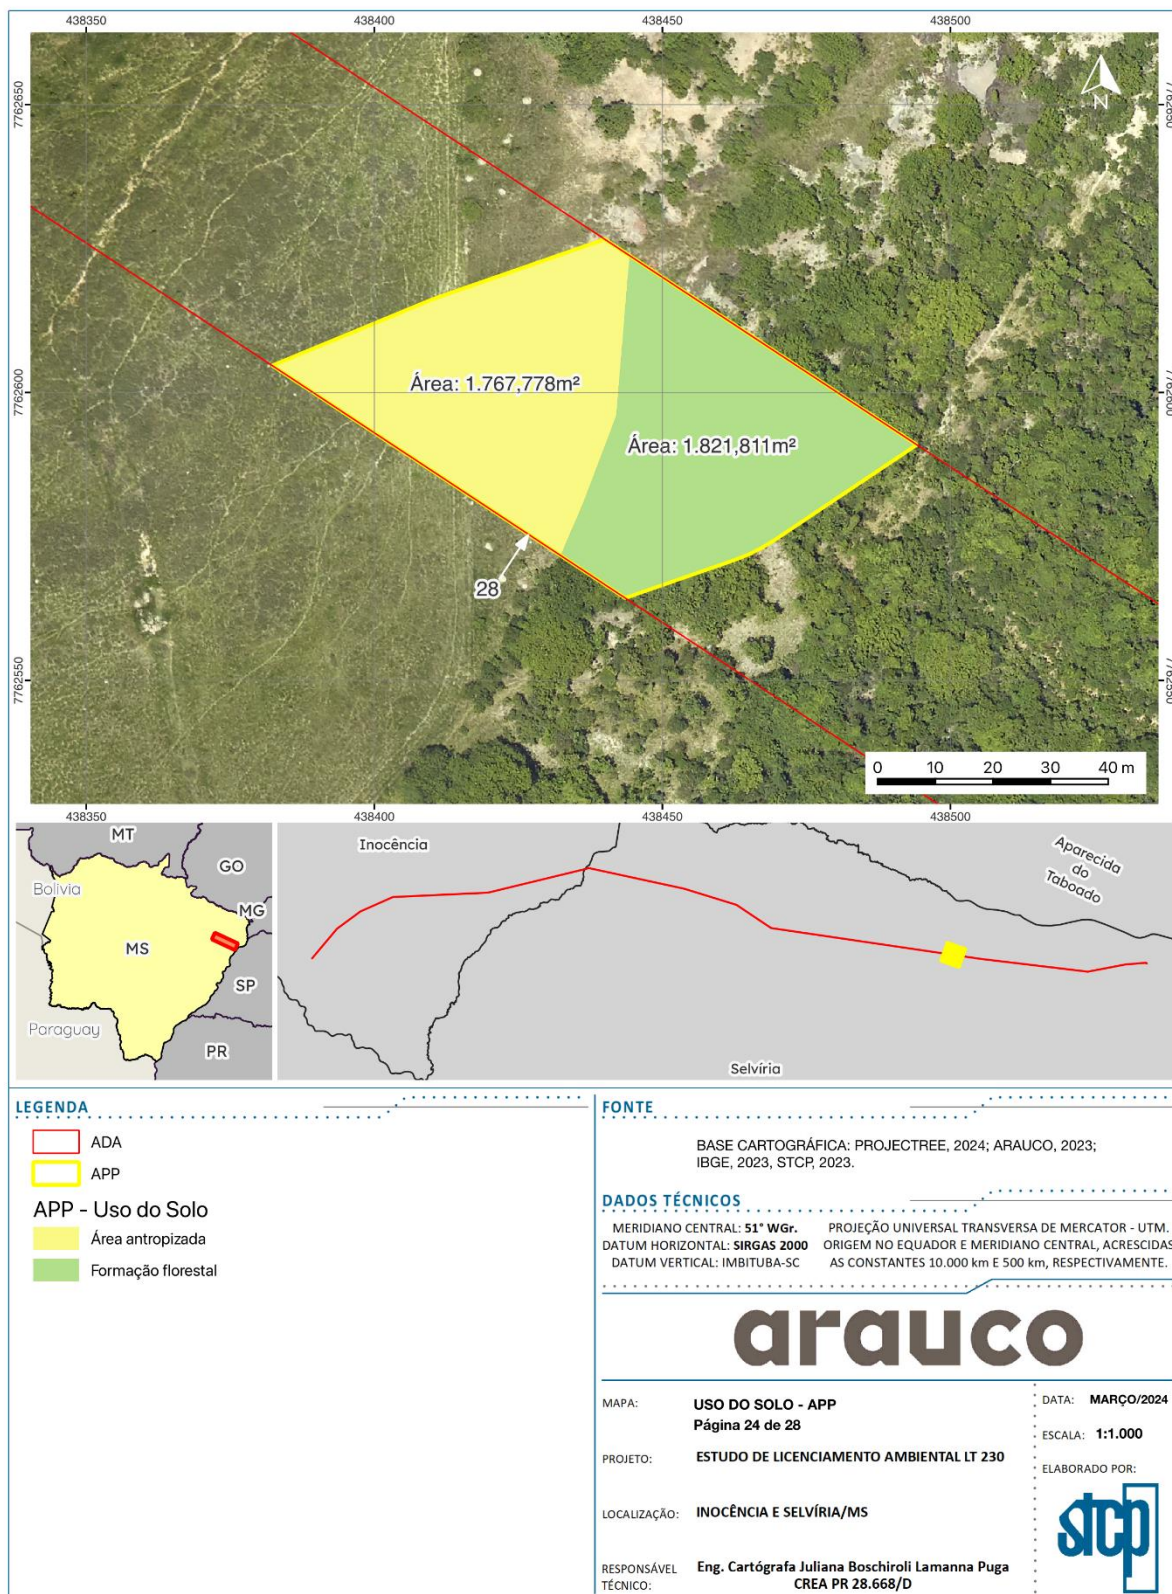 438350
438400
438450
438500
7762650
7762650
N
Área: 1.767,778m²
7762600
7762600
Área: 1.821,811m²
28
7762550
7762550
0 10 20 30 40 m
438350
438400
438450
438500
MT
GO
Bolivia
MG
MS
SP
Paraguay
PR
Inocência
Aparecida
do
Taboado
Selvíria
LEGENDA
ADA
APP
APP - Uso do Solo
Área antropizada
Formação florestal
FONTE
BASE CARTOGRÁFICA: PROJECTREE, 2024; ARAUCO, 2023;
IBGE, 2023, STCP, 2023.
DADOS TÉCNICOS
MERIDIANO CENTRAL: 51° WGr.
DATUM HORIZONTAL: SIRGAS 2000
DATUM VERTICAL: IMBITUBA-SC
PROJEÇÃO UNIVERSAL TRANSVERSA DE MERCATOR - UTM.
ORIGEM NO EQUADOR E MERIDIANO CENTRAL, ACRESCIDAS
AS CONSTANTES 10.000 km E 500 km, RESPECTIVAMENTE.
arauco
MAPA: USO DO SOLO - APP
Página 24 de 28
PROJETO: ESTUDO DE LICENCIAMENTO AMBIENTAL LT 230
LOCALIZAÇÃO: INOCÊNCIA E SELVÍRIA/MS
RESPONSÁVEL
TÉCNICO:
Eng. Cartógrafa Juliana Boschiroli Lamanna Puga
CREA PR 28.668/D
DATA: MARÇO/2024
ESCALA: 1:1.000
ELABORADO POR:
stcp